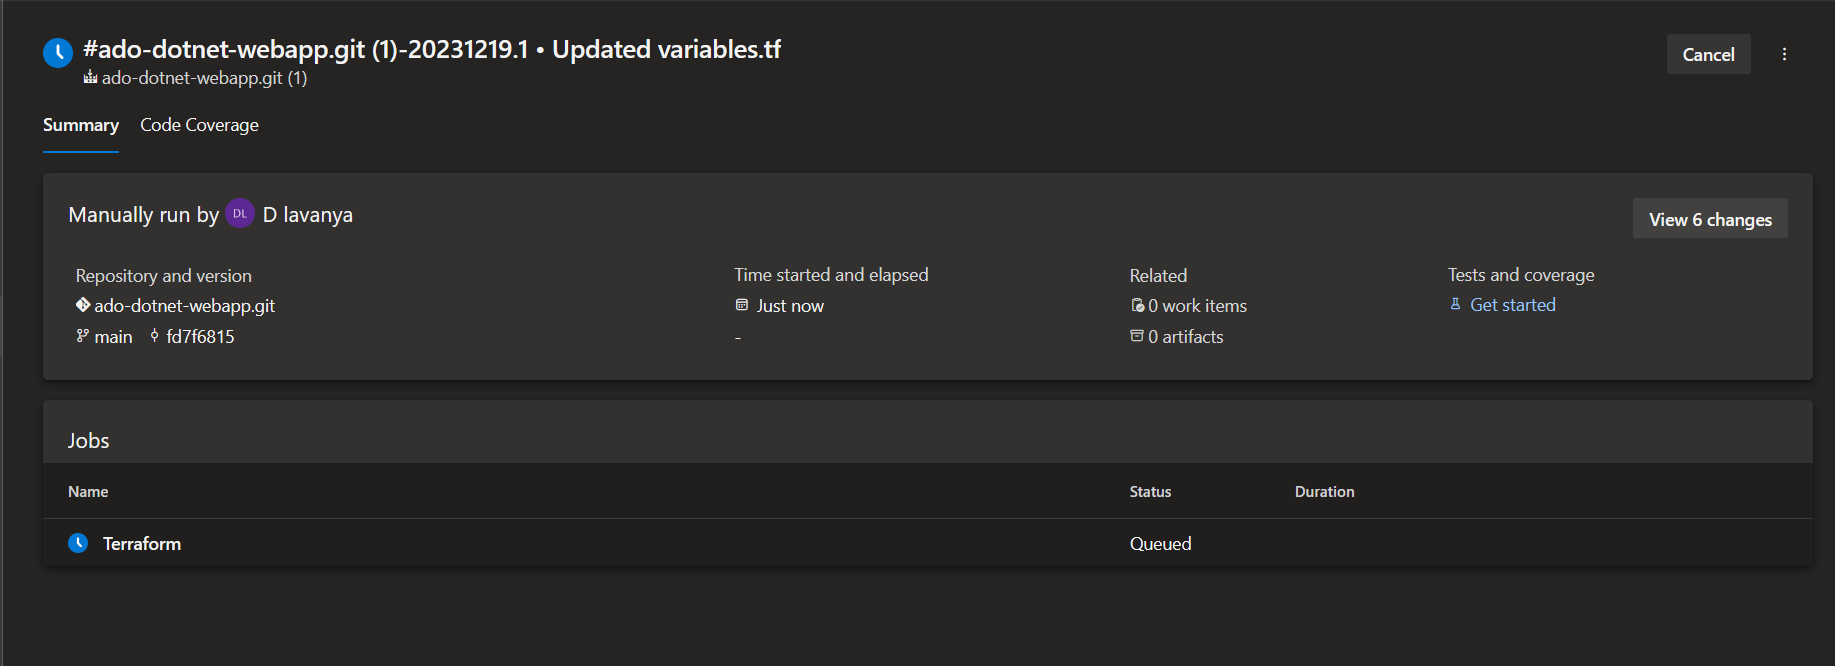 #ado-dotnet-webapp.git (1)-20231219.1 • Updated variables.tf
ado-dotnet-webapp.git (1)
Cancel
Summary Code Coverage
Manually run by DL D lavanya
View 6 changes
Repository and version
ado-dotnet-webapp.git
main fd7f6815
Time started and elapsed
Just now
-
Related
0 work items
0 artifacts
Tests and coverage
Get started
Jobs
Name Status Duration
Terraform Queued